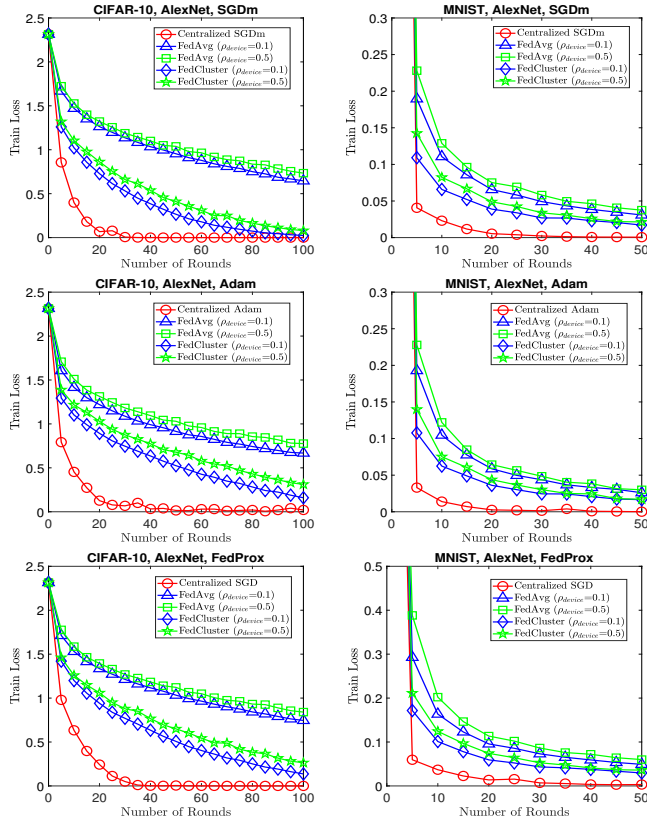 CIFAR-10, AlexNet, SGDm
Train Loss
2.5
2
1.5
1
0.5
0
0 20 40 60 80 100
Number of Rounds
Centralized SGDm
FedAvg (ρdevice=0.1)
FedAvg (ρdevice=0.5)
FedCluster (ρdevice=0.1)
FedCluster (ρdevice=0.5)
MNIST, AlexNet, SGDm
Train Loss
0.3
0.25
0.2
0.15
0.1
0.05
0
0 10 20 30 40 50
Number of Rounds
Centralized SGDm
FedAvg (ρdevice=0.1)
FedAvg (ρdevice=0.5)
FedCluster (ρdevice=0.1)
FedCluster (ρdevice=0.5)
CIFAR-10, AlexNet, Adam
Train Loss
2.5
2
1.5
1
0.5
0
0 20 40 60 80 100
Number of Rounds
Centralized Adam
FedAvg (ρdevice=0.1)
FedAvg (ρdevice=0.5)
FedCluster (ρdevice=0.1)
FedCluster (ρdevice=0.5)
MNIST, AlexNet, Adam
Train Loss
0.3
0.25
0.2
0.15
0.1
0.05
0
0 10 20 30 40 50
Number of Rounds
Centralized Adam
FedAvg (ρdevice=0.1)
FedAvg (ρdevice=0.5)
FedCluster (ρdevice=0.1)
FedCluster (ρdevice=0.5)
CIFAR-10, AlexNet, FedProx
Train Loss
2.5
2
1.5
1
0.5
0
0 20 40 60 80 100
Number of Rounds
Centralized SGD
FedAvg (ρdevice=0.1)
FedAvg (ρdevice=0.5)
FedCluster (ρdevice=0.1)
FedCluster (ρdevice=0.5)
MNIST, AlexNet, FedProx
Train Loss
0.5
0.4
0.3
0.2
0.1
0
0 10 20 30 40 50
Number of Rounds
Centralized SGD
FedAvg (ρdevice=0.1)
FedAvg (ρdevice=0.5)
FedCluster (ρdevice=0.1)
FedCluster (ρdevice=0.5)